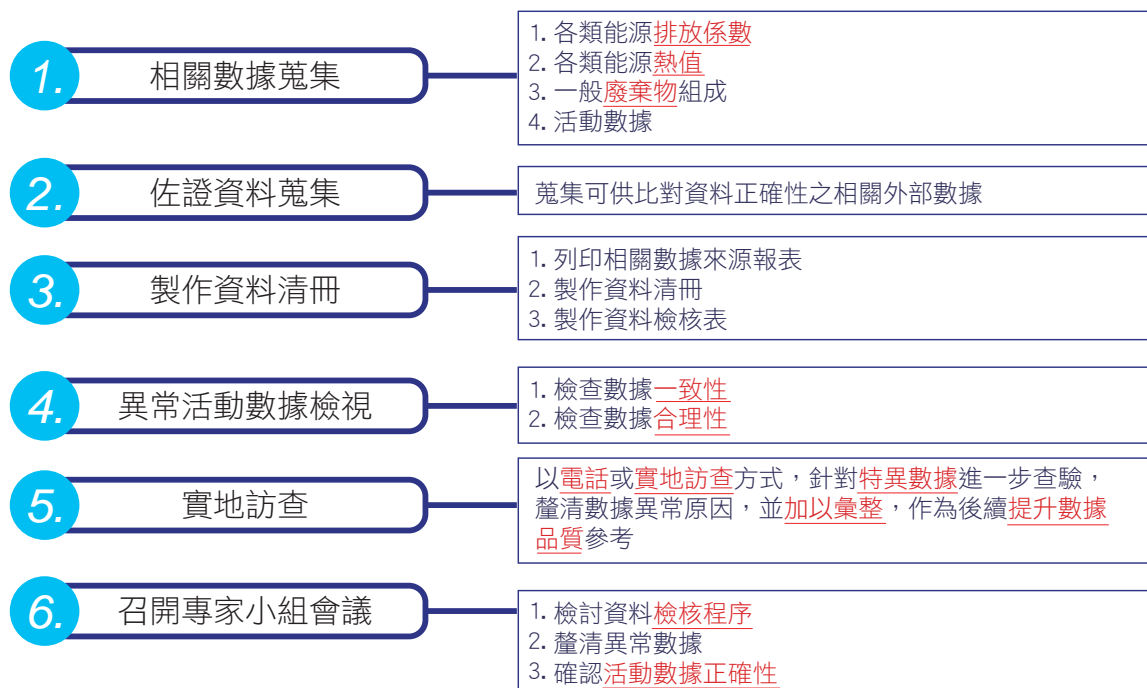 1. 相關數據蒐集
1. 各類能源排放係數
2. 各類能源熱值
3. 一般廢棄物組成
4. 活動數據
2. 佐證資料蒐集
蒐集可供比對資料正確性之相關外部數據
3. 製作資料清冊
1. 列印相關數據來源報表
2. 製作資料清冊
3. 製作資料檢核表
4. 異常活動數據檢視
1. 檢查數據一致性
2. 檢查數據合理性
5. 實地訪查
以電話或實地訪查方式，針對特異數據進一步查驗，
釐清數據異常原因，並加以彙整，作為後續提升數據
品質參考
6. 召開專家小組會議
1. 檢討資料檢核程序
2. 釐清異常數據
3. 確認活動數據正確性